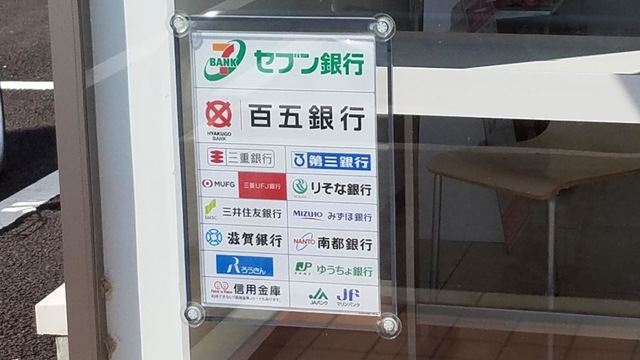 7
BANK
セブン銀行
HYAKUGO
BANK
百五銀行
三重銀行
第三銀行
MUFG
三菱UFJ銀行
りそな銀行
SMBC
三井住友銀行
MIZUHO
みずほ銀行
滋賀銀行
NANTO
南都銀行
ろうきん
JP
BANK
ゆうちょ銀行
信用金庫
JAバンク
JF
マリンバンク